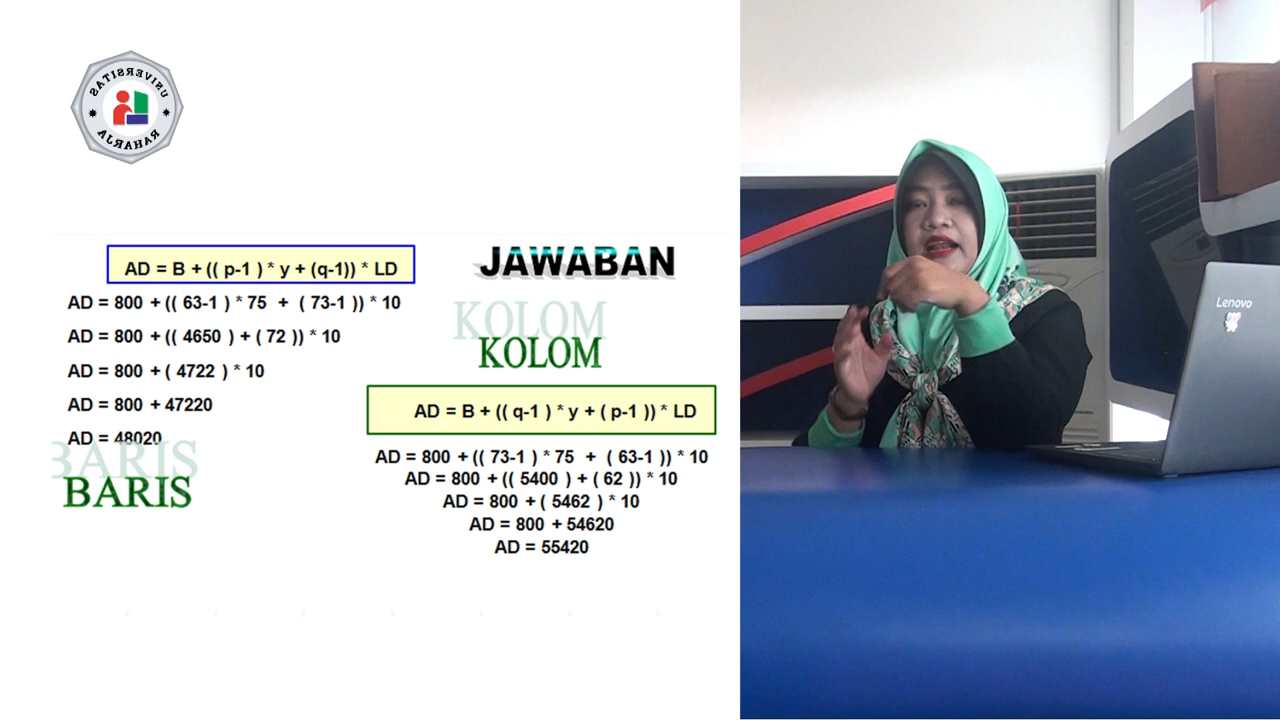 UNIVERSITAS
RAHARJA
AD = B + (( p-1 ) * y + (q-1)) * LD
AD = 800 + (( 63-1 ) * 75 + ( 73-1 )) * 10
AD = 800 + (( 4650 ) + ( 72 )) * 10
AD = 800 + ( 4722 ) * 10
AD = 800 + 47220
AD = 48020
BARIS
BARIS
JAWABAN
KOLOM
KOLOM
AD = B + (( q-1 ) * y + ( p-1 )) * LD
AD = 800 + (( 73-1 ) * 75 + ( 63-1 )) * 10
AD = 800 + (( 5400 ) + ( 62 )) * 10
AD = 800 + ( 5462 ) * 10
AD = 800 + 54620
AD = 55420
Lenovo